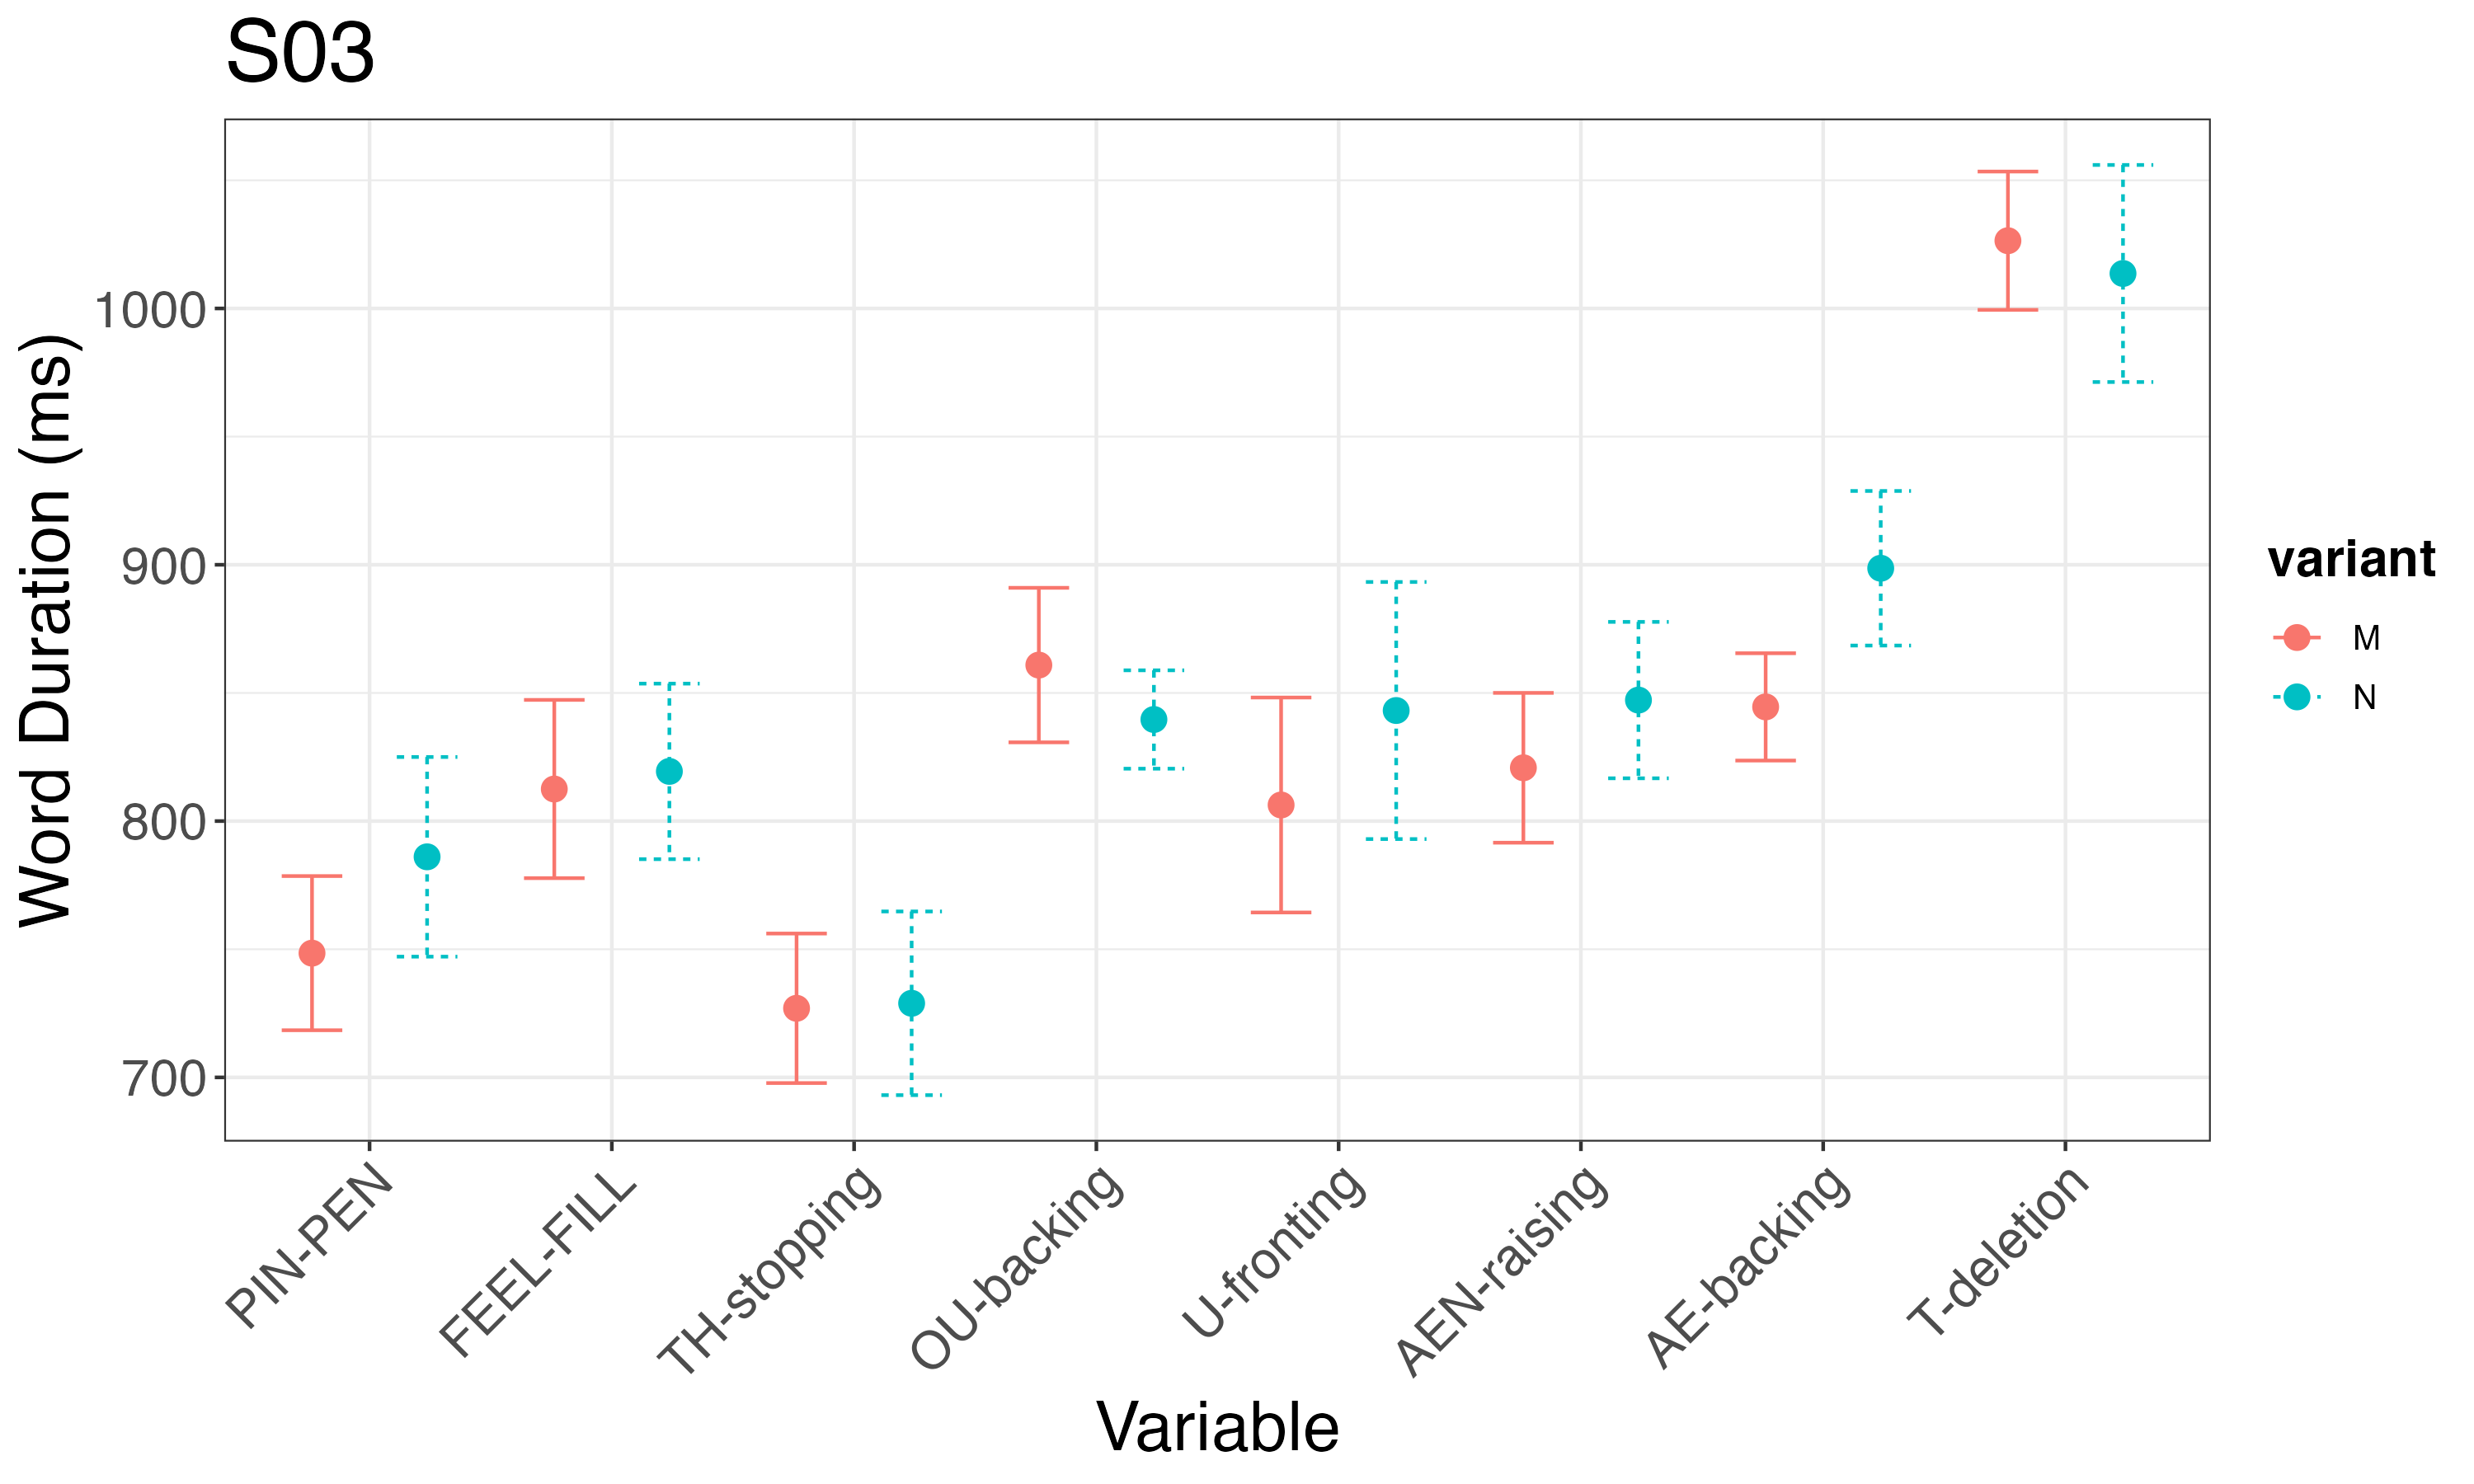 S03
Word Duration (ms)
1000
900
800
700
PIN-PEN
FEEL-FILL
TH-stopping
OU-backing
U-fronting
AEN-raising
AE-backing
T-deletion
Variable
variant
M
N